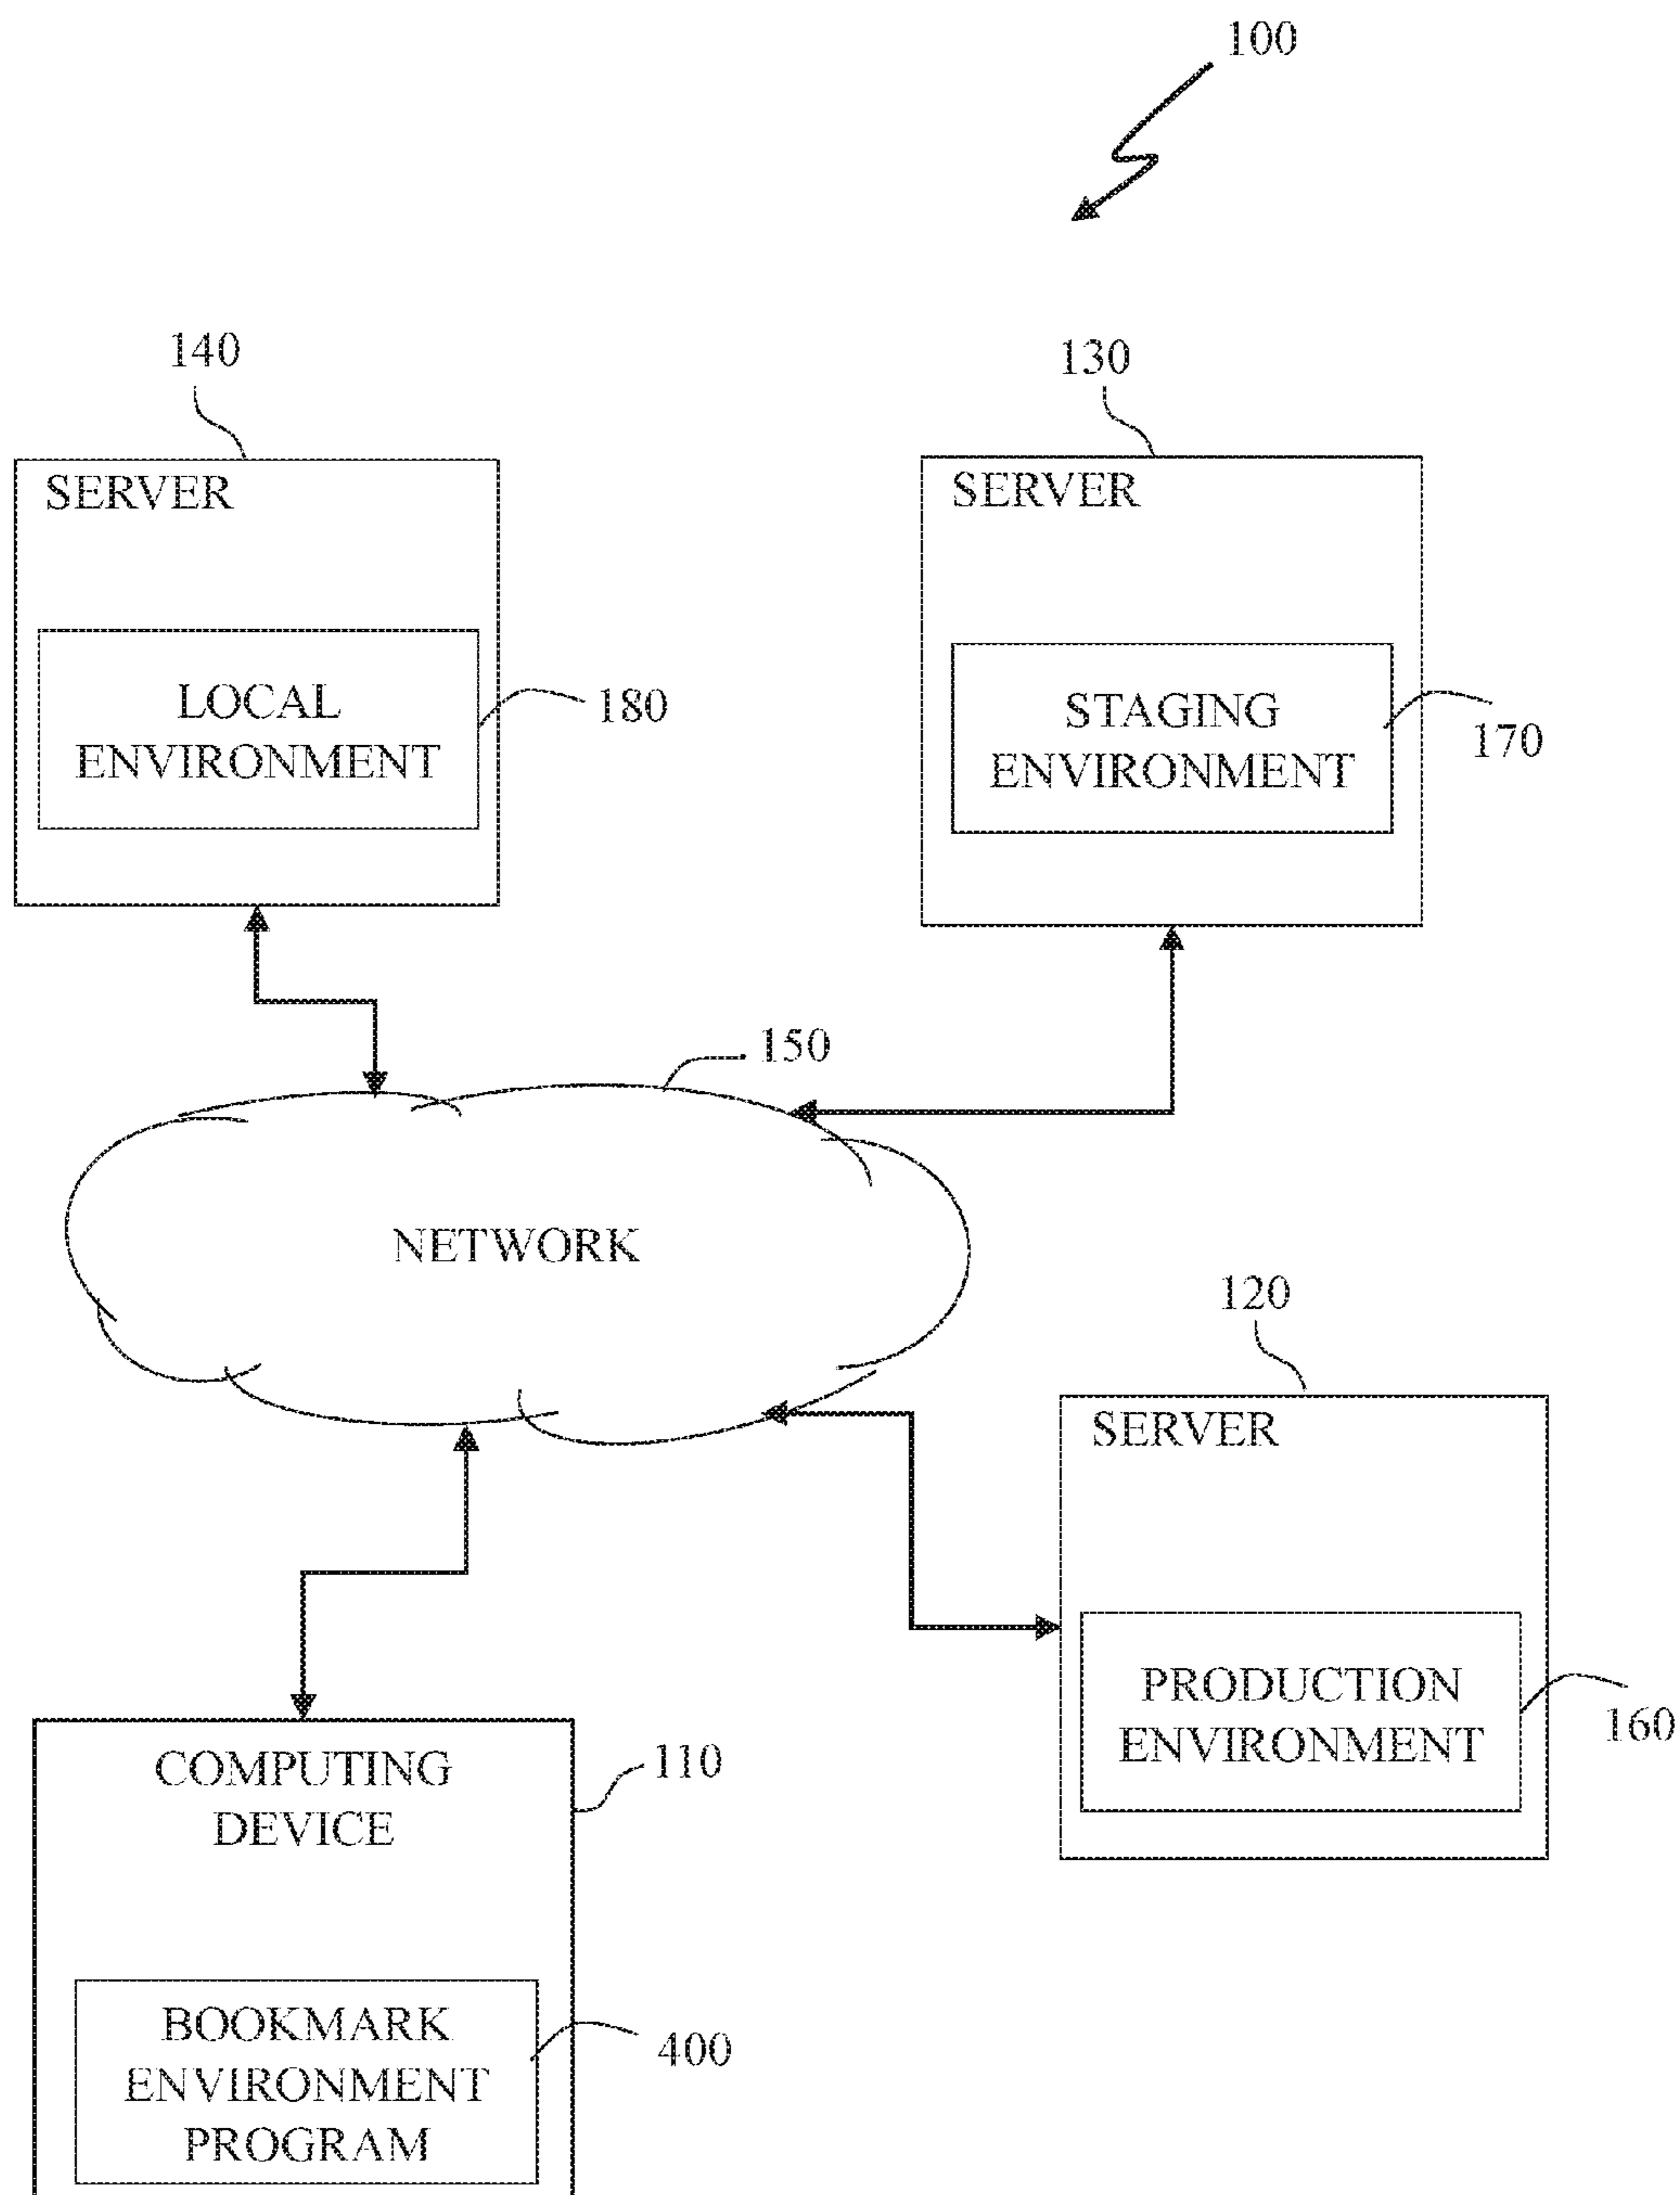 100
140
130
SERVER
SERVER
LOCAL
ENVIRONMENT
180
STAGING
ENVIRONMENT
170
150
NETWORK
120
SERVER
PRODUCTION
ENVIRONMENT
160
COMPUTING
DEVICE
110
BOOKMARK
ENVIRONMENT
PROGRAM
400